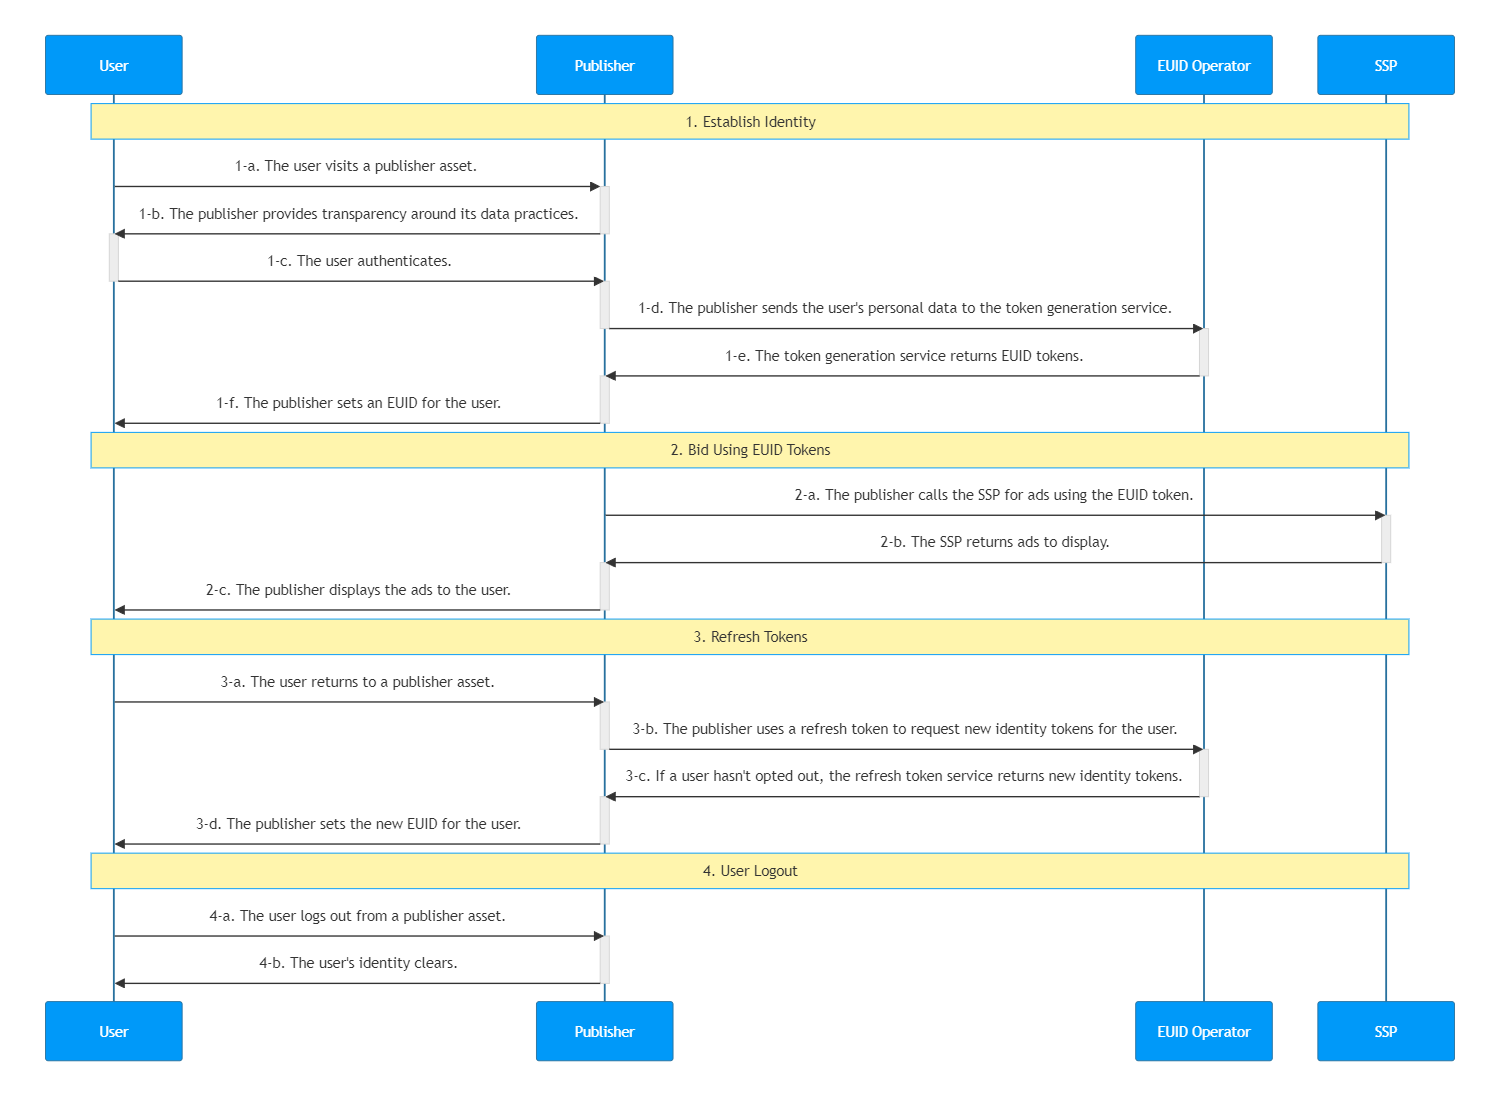 User
Publisher
EUID Operator
SSP
1. Establish Identity
1-a. The user visits a publisher asset.
1-b. The publisher provides transparency around its data practices.
1-c. The user authenticates.
1-d. The publisher sends the user's personal data to the token generation service.
1-e. The token generation service returns EUID tokens.
1-f. The publisher sets an EUID for the user.
2. Bid Using EUID Tokens
2-a. The publisher calls the SSP for ads using the EUID token.
2-b. The SSP returns ads to display.
2-c. The publisher displays the ads to the user.
3. Refresh Tokens
3-a. The user returns to a publisher asset.
3-b. The publisher uses a refresh token to request new identity tokens for the user.
3-c. If a user hasn't opted out, the refresh token service returns new identity tokens.
3-d. The publisher sets the new EUID for the user.
4. User Logout
4-a. The user logs out from a publisher asset.
4-b. The user's identity clears.
User
Publisher
EUID Operator
SSP